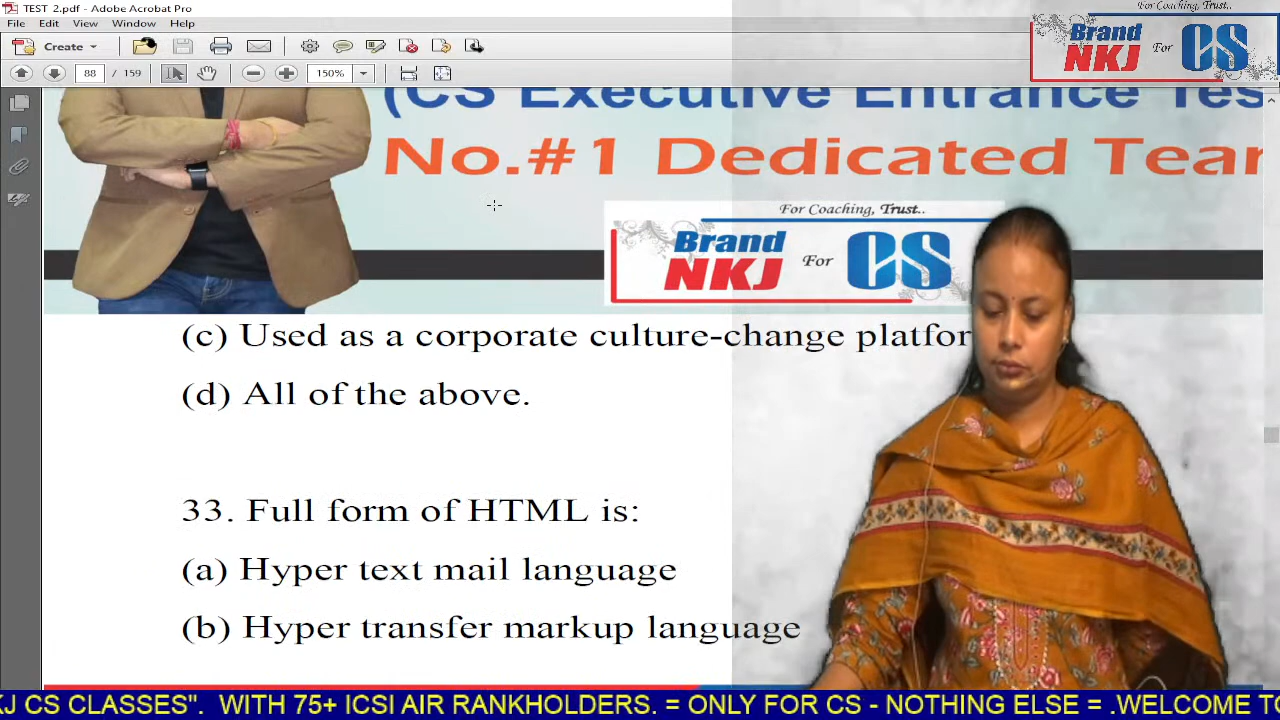 TEST 2.pdf - Adobe Acrobat Pro
File Edit View Window Help
Create
88 / 159
150%
For Coaching, Trust..
Brand
NKJ
For
CS
(CS Executive Entrance Tes
No.#1 Dedicated Tear
For Coaching, Trust..
Brand
NKJ
For
CS
(c) Used as a corporate culture-change platfor
(d) All of the above.
33. Full form of HTML is:
(a) Hyper text mail language
(b) Hyper transfer markup language
KJ CS CLASSES". WITH 75+ ICSI AIR RANKHOLDERS. = ONLY FOR CS - NOTHING ELSE = .WELCOME TO